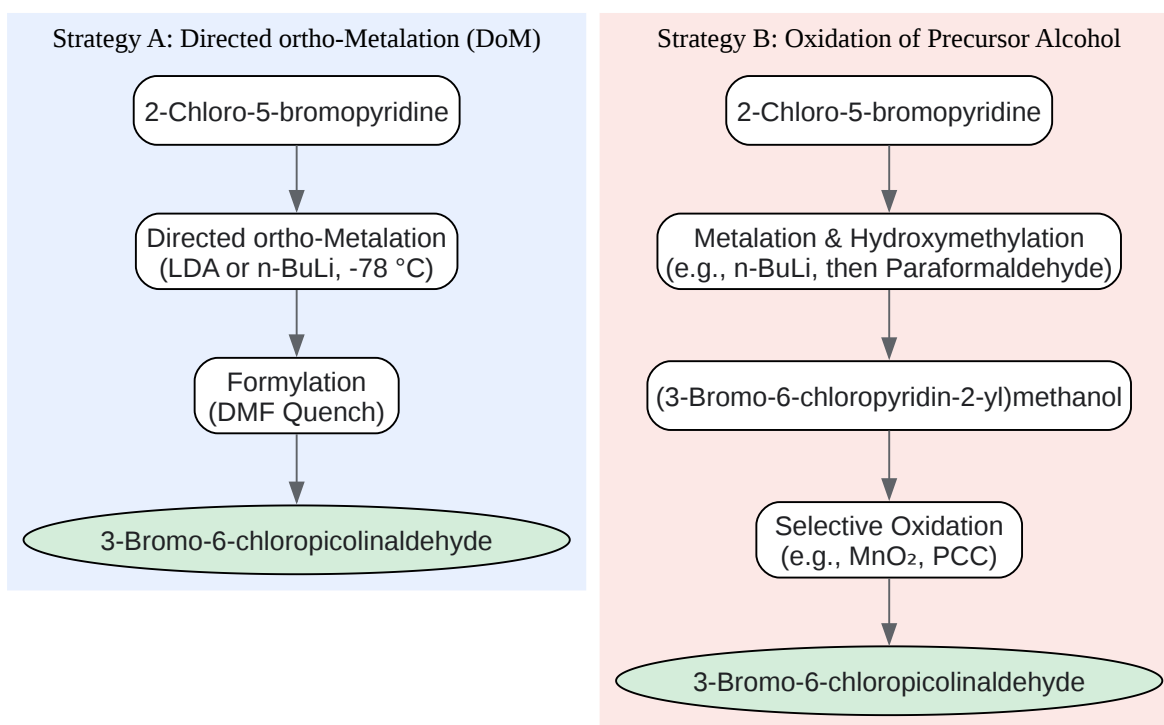 Strategy A: Directed ortho-Metalation (DoM)
2-Chloro-5-bromopyridine
Directed ortho-Metalation
(LDA or n-BuLi, -78 °C)
Formylation
(DMF Quench)
3-Bromo-6-chloropicolinaldehyde
Strategy B: Oxidation of Precursor Alcohol
2-Chloro-5-bromopyridine
Metalation & Hydroxymethylation
(e.g., n-BuLi, then Paraformaldehyde)
(3-Bromo-6-chloropyridin-2-yl)methanol
Selective Oxidation
(e.g., MnO₂, PCC)
3-Bromo-6-chloropicolinaldehyde